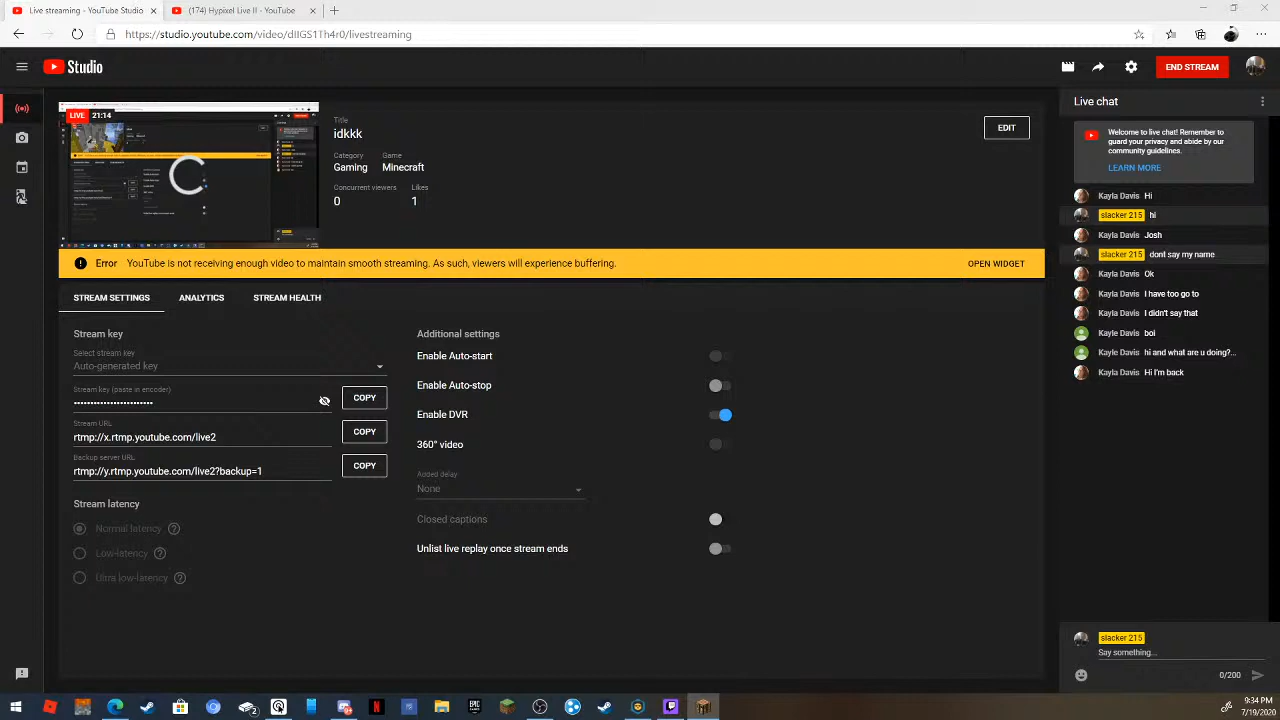 Live streaming - YouTube Studio
(174) Hypixel Live II - YouTube
https://studio.youtube.com/video/dIIGS1Th4r0/livestreaming
Studio
END STREAM
LIVE 21:14
Title
idkkk
EDIT
Category
Game
Gaming
Minecraft
Concurrent viewers
Likes
0
1
Error YouTube is not receiving enough video to maintain smooth streaming. As such, viewers will experience buffering.
OPEN WIDGET
STREAM SETTINGS
ANALYTICS
STREAM HEALTH
Stream key
Select stream key
Auto-generated key
Stream key (paste in encoder)
••••••••••••••••••••••••
COPY
Stream URL
rtmp://x.rtmp.youtube.com/live2
COPY
Backup server URL
rtmp://y.rtmp.youtube.com/live2?backup=1
COPY
Stream latency
Normal latency
Low-latency
Ultra low-latency
Additional settings
Enable Auto-start
Enable Auto-stop
Enable DVR
360° video
Added delay
None
Closed captions
Unlist live replay once stream ends
Live chat
Welcome to live chat! Remember to
guard your privacy and abide by our
community guidelines.
LEARN MORE
Kayla Davis Hi
slacker 215 hi
Kayla Davis Josh
slacker 215 dont say my name
Kayla Davis Ok
Kayla Davis I have too go to
Kayla Davis I didn't say that
Kayle Davis boi
Kayle Davis hi and what are u doing?...
Kayla Davis Hi I'm back
slacker 215
Say something...
0/200
9:34 PM
7/19/2020